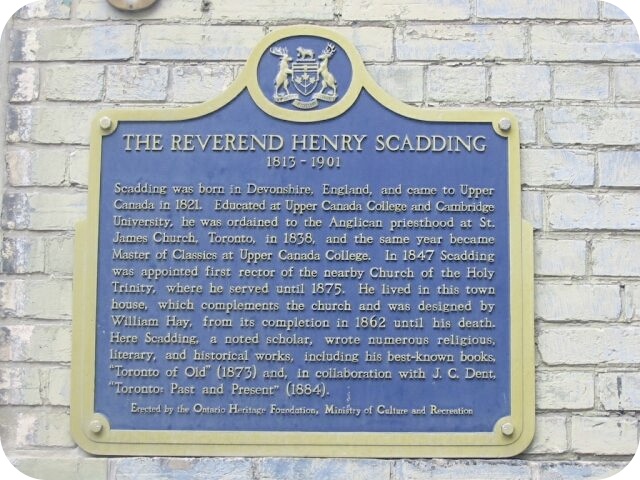 THE REVEREND HENRY SCADDING
1813 - 1901
Scadding was born in Devonshire, England, and came to Upper
Canada in 1821. Educated at Upper Canada College and Cambridge
University, he was ordained to the Anglican priesthood at St.
James Church, Toronto, in 1838, and the same year became
Master of Classics at Upper Canada College. In 1847 Scadding
was appointed first rector of the nearby Church of the Holy
Trinity, where he served until 1875. He lived in this town
house, which complements the church and was designed by
William Hay, from its completion in 1862 until his death.
Here Scadding, a noted scholar, wrote numerous religious,
literary, and historical works, including his best-known books,
"Toronto of Old" (1873) and, in collaboration with J. C. Dent,
"Toronto: Past and Present" (1884).
Erected by the Ontario Heritage Foundation, Ministry of Culture and Recreation